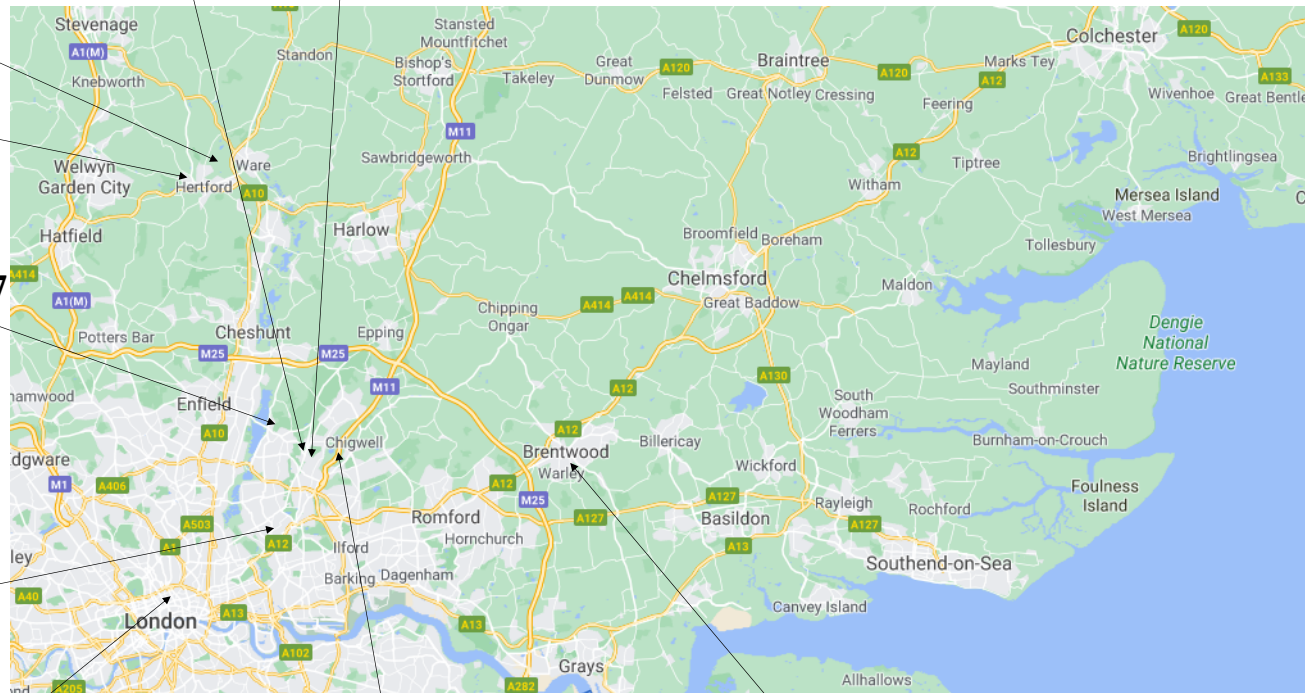 Stevenage
A1(M)
Knebworth
Standon
Stansted
Mountfitchet
Bishop's
Stortford
Takeley
Great
Dunmow
A120
Felsted
Braintree
Great Notley
Cressing
A120
Marks Tey
A12
Feering
Colchester
A120
A133
Wivenhoe
M11
Welwyn
Garden City
Hertford
Ware
A10
Sawbridgeworth
A12
Witham
Tiptree
Brightlingsea
Mersea Island
West Mersea
Tollesbury
Hatfield
Harlow
Broomfield
Boreham
Chelmsford
Great Baddow
Maldon
7
A414
A1(M)
Chipping
Ongar
A414
A414
Potters Bar
Cheshunt
Epping
M25
M25
M11
Dengie
National
Nature Reserve
Mayland
Southminster
A12
A130
South
Woodham
Ferrers
Burnham-on-Crouch
Enfield
A10
Chigwell
A12
Brentwood
Warley
Billericay
Wickford
M1
A406
A12
M25
A127
A127
Rayleigh
Rochford
Foulness
Island
A503
A1
A12
Romford
Hornchurch
Ilford
Barking
Dagenham
Basildon
A127
A13
Southend-on-Sea
Canvey Island
A40
London
A13
A13
A102
A205
Grays
A282
Allhallows